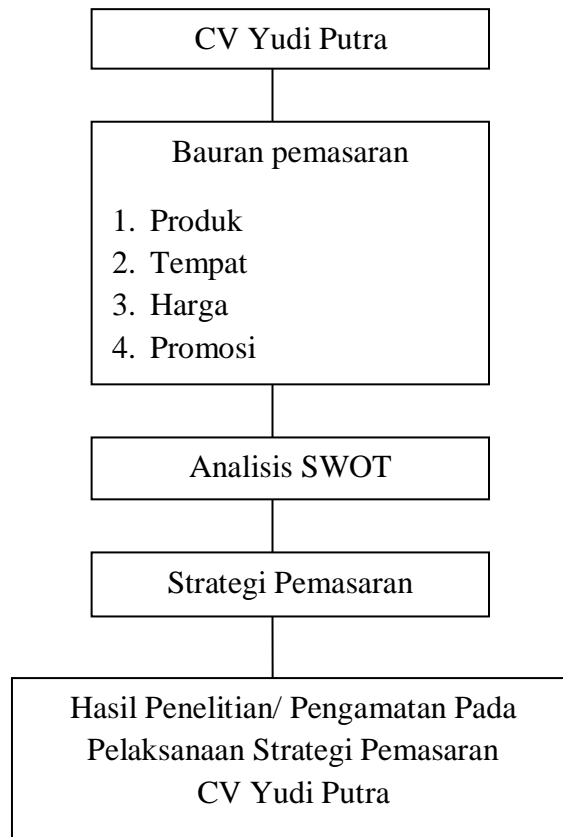 CV Yudi Putra
Bauran pemasaran
1. Produk
2. Tempat
3. Harga
4. Promosi
Analisis SWOT
Strategi Pemasaran
Hasil Penelitian/ Pengamatan Pada
Pelaksanaan Strategi Pemasaran
CV Yudi Putra